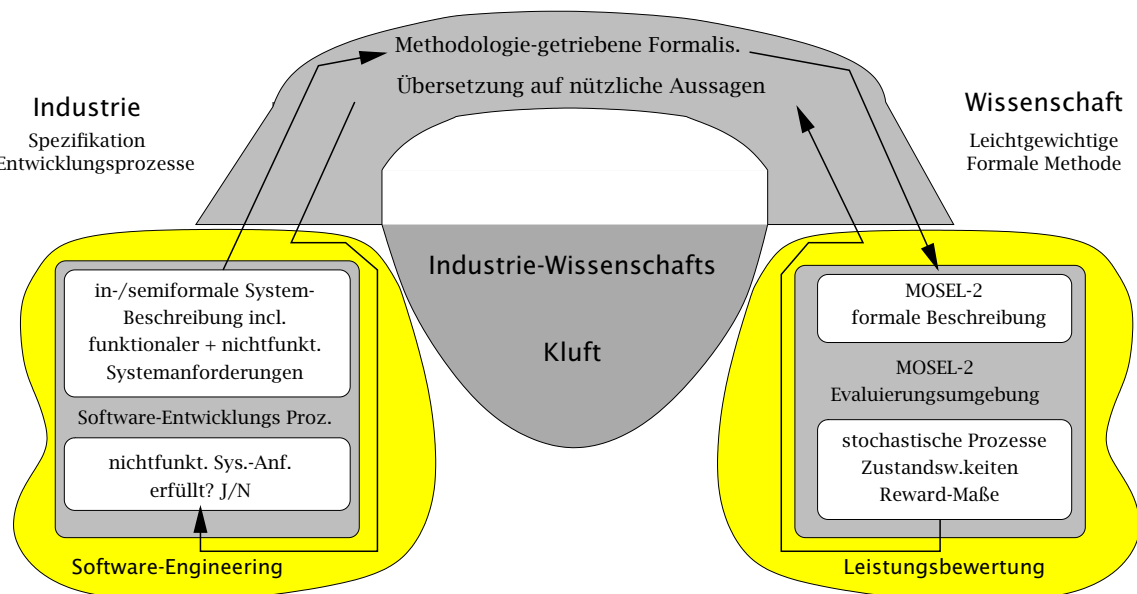 Methodologie-getriebene Formalis.
Übersetzung auf nützliche Aussagen
Industrie
Spezifikation
Entwicklungsprozesse
Wissenschaft
Leichtgewichtige
Formale Methode
Industrie-Wissenschafts
Kluft
in-/semiformale System-
Beschreibung incl.
funktionaler + nichtfunkt.
Systemanforderungen
Software-Entwicklungs Proz.
nichtfunkt. Sys.-Anf.
erfüllt? J/N
Software-Engineering
MOSEL-2
formale Beschreibung
MOSEL-2
Evaluierungsumgebung
stochastische Prozesse
Zustandsw.keiten
Reward-Maße
Leistungsbewertung